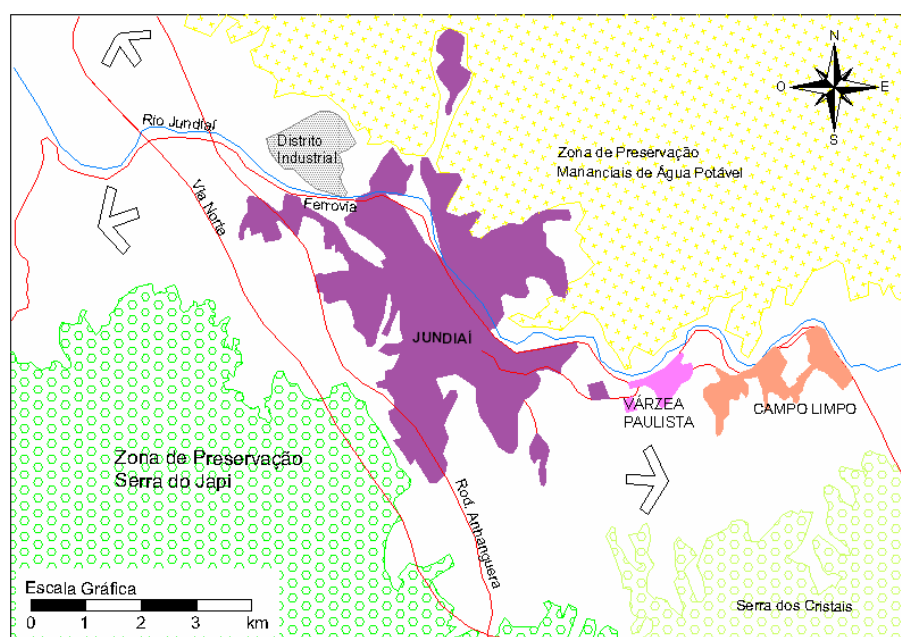 N
O
E
S
Rio Jundiaí
Distrito
Industrial
Zona de Preservação
Mananciais de Água Potável
Ferrovia
Via Norte
JUNDIAÍ
VÁRZEA
PAULISTA
CAMPO LIMPO
Zona de Preservação
Serra do Japi
Rod. Anhanguera
Escala Gráfica
0 1 2 3 km
Serra dos Cristais